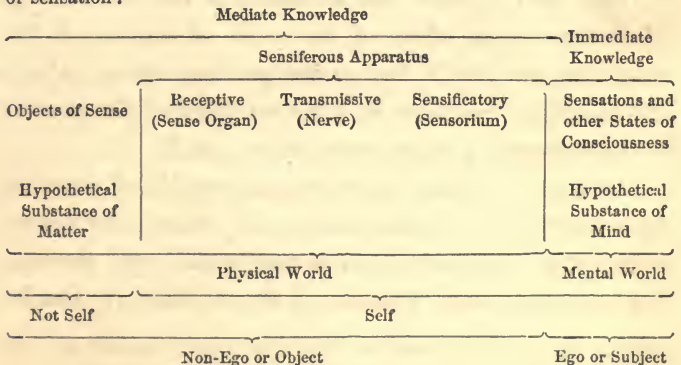 of sensation :
Mediate Knowledge
Immediate
Sensiferous Apparatus Knowledge
Objects of Sense Receptive Transmissive Sensificatory Sensations and
(Sense Organ) (Nerve) (Sensorium) other States of
Consciousness
Hypothetical Hypothetical
Substance of Substance of
Matter Mind
Physical World Mental World
Not Self Self
Non-Ego or Object Ego or Subject